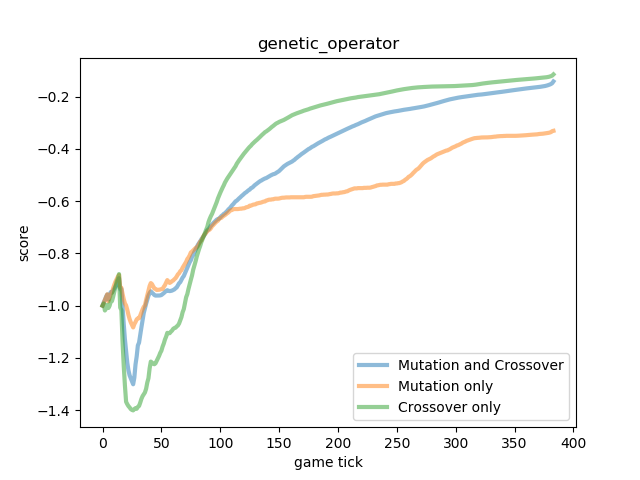 genetic_operator
score
−0.2
−0.4
−0.6
−0.8
−1.0
−1.2
−1.4
Mutation and Crossover
Mutation only
Crossover only
0 50 100 150 200 250 300 350 400
game tick